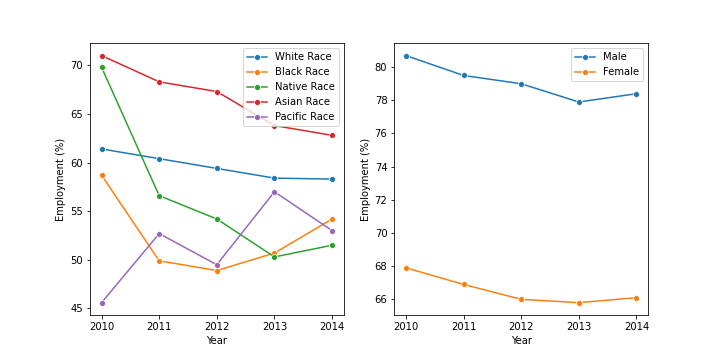 White Race
Black Race
Native Race
Asian Race
Pacific Race
Employment (%)
70
65
60
55
50
45
2010 2011 2012 2013 2014
Year
Male
Female
Employment (%)
80
78
76
74
72
70
68
66
2010 2011 2012 2013 2014
Year